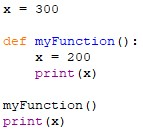 x = 300
def myFunction():
    x = 200
    print(x)
myFunction()
print(x)